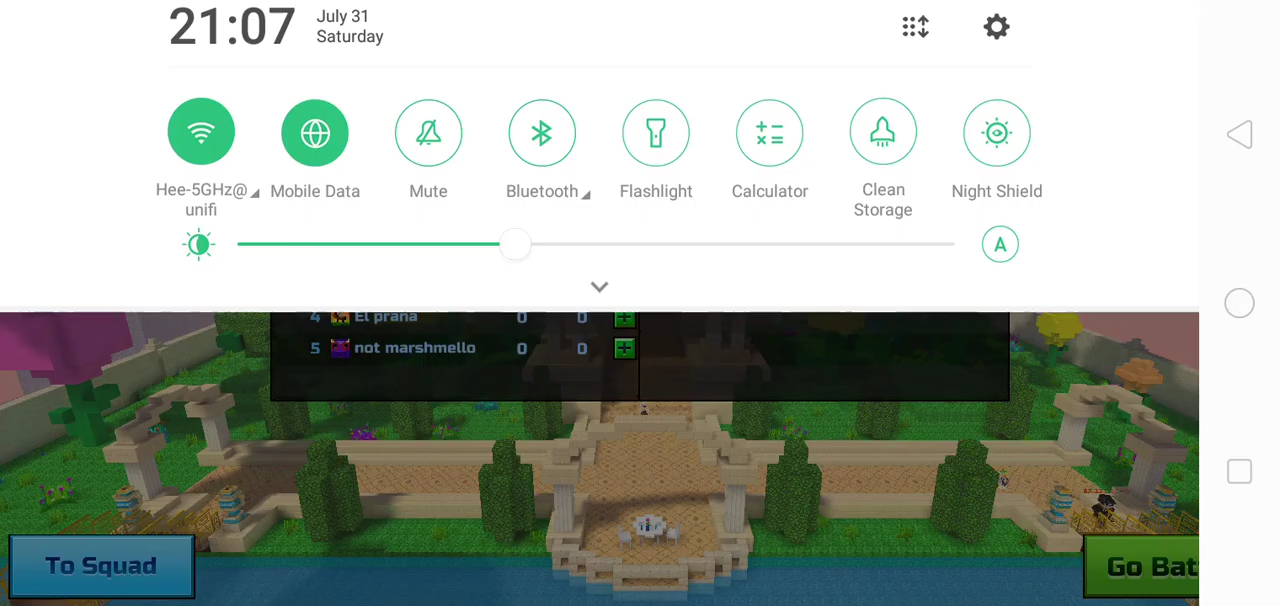 21:07
July 31
Saturday
Hee-5GHz@
unifi
Mobile Data
Mute
Bluetooth
Flashlight
Calculator
Clean
Storage
Night Shield
A
4 El prana 0 0
5 not marshmello 0 0
To Squad
Go Bat